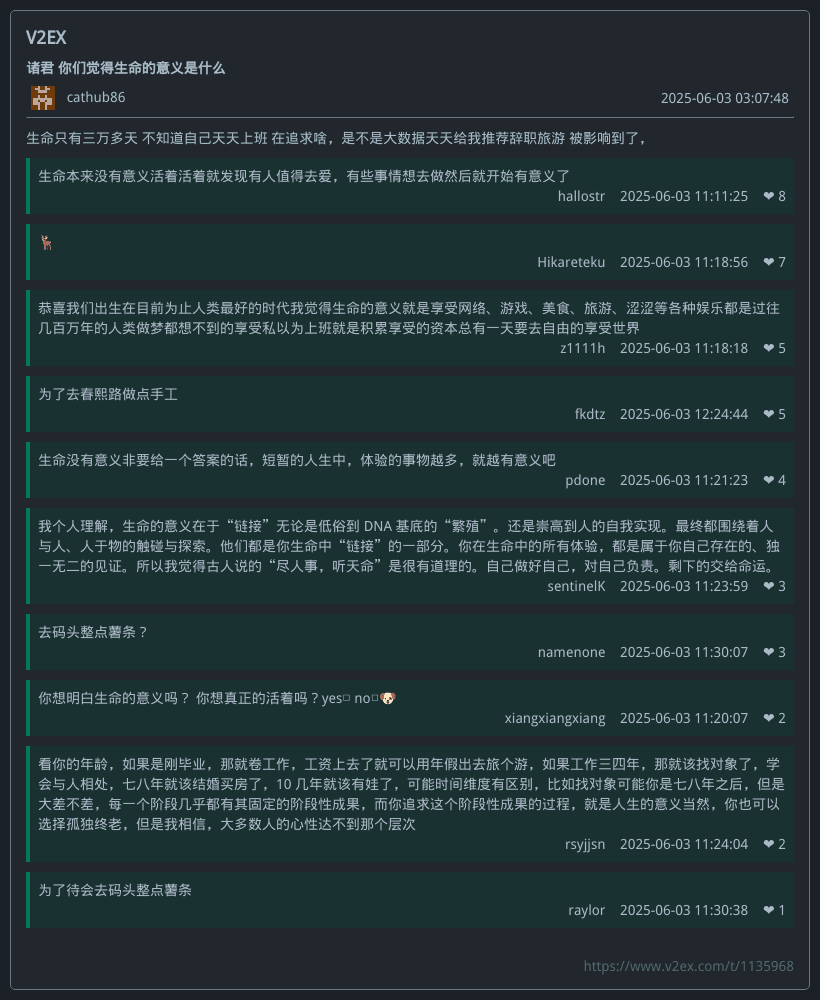 V2EX
诸君 你们觉得生命的意义是什么
cathub86 2025-06-03 03:07:48
生命只有三万多天 不知道自己天天上班 在追求啥，是不是大数据天天给我推荐辞职旅游 被影响到了，
生命本来没有意义活着活着就发现有人值得去爱，有些事情想去做然后就开始有意义了
hallostr 2025-06-03 11:11:25 ❤ 8
🦌
Hikareteku 2025-06-03 11:18:56 ❤ 7
恭喜我们出生在目前为止人类最好的时代我觉得生命的意义就是享受网络、游戏、美食、旅游、涩涩等各种娱乐都是过往
几百万年的人类做梦都想不到的享受私以为上班就是积累享受的资本总有一天要去自由的享受世界
z1111h 2025-06-03 11:18:18 ❤ 5
为了去春熙路做点手工
fkdtz 2025-06-03 12:24:44 ❤ 5
生命没有意义非要给一个答案的话，短暂的人生中，体验的事物越多，就越有意义吧
pdone 2025-06-03 11:21:23 ❤ 4
我个人理解，生命的意义在于“链接”无论是低俗到 DNA 基底的“繁殖”。还是崇高到人的自我实现。最终都围绕着人
与人、人于物的触碰与探索。他们都是你生命中“链接”的一部分。你在生命中的所有体验，都是属于你自己存在的、独
一无二的见证。所以我觉得古人说的“尽人事，听天命”是很有道理的。自己做好自己，对自己负责。剩下的交给命运。
sentinelK 2025-06-03 11:23:59 ❤ 3
去码头整点薯条？
namenone 2025-06-03 11:30:07 ❤ 3
你想明白生命的意义吗？ 你想真正的活着吗？yes□ no□🐶
xiangxiangxiang 2025-06-03 11:20:07 ❤ 2
看你的年龄，如果是刚毕业，那就卷工作，工资上去了就可以用年假出去旅个游，如果工作三四年，那就该找对象了，学
会与人相处，七八年就该结婚买房了，10 几年就该有娃了，可能时间维度有区别，比如找对象可能你是七八年之后，但是
大差不差，每一个阶段几乎都有其固定的阶段性成果，而你追求这个阶段性成果的过程，就是人生的意义当然，你也可以
选择孤独终老，但是我相信，大多数人的心性达不到那个层次
rsyjjsn 2025-06-03 11:24:04 ❤ 2
为了待会去码头整点薯条
raylor 2025-06-03 11:30:38 ❤ 1
https://www.v2ex.com/t/1135968